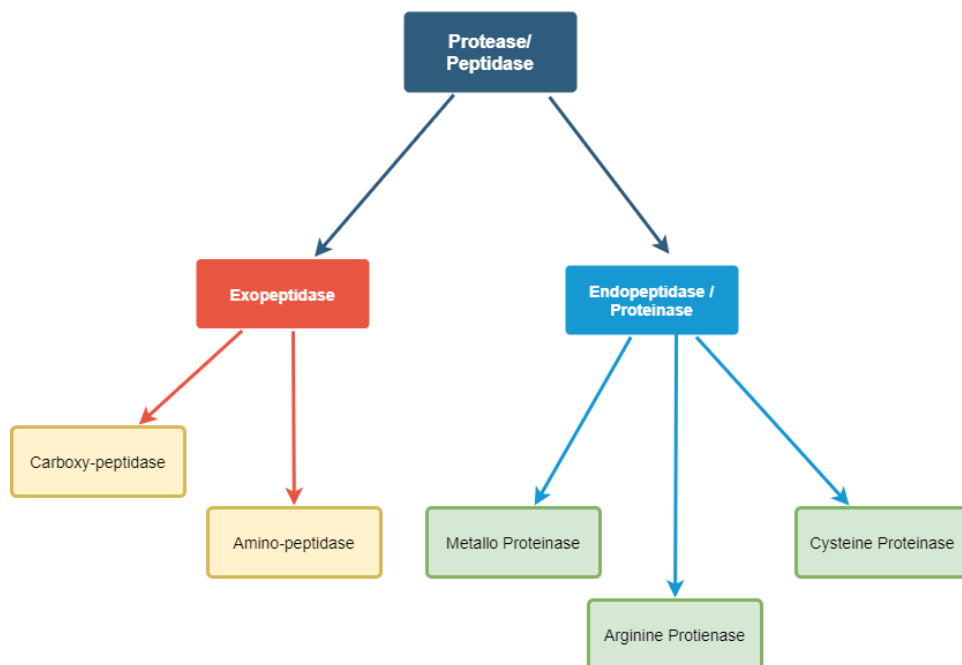 Protease/
Peptidase
Exopeptidase
Endopeptidase /
Proteinase
Carboxy-peptidase
Amino-peptidase
Metallo Proteinase
Cysteine Proteinase
Arginine Protienase